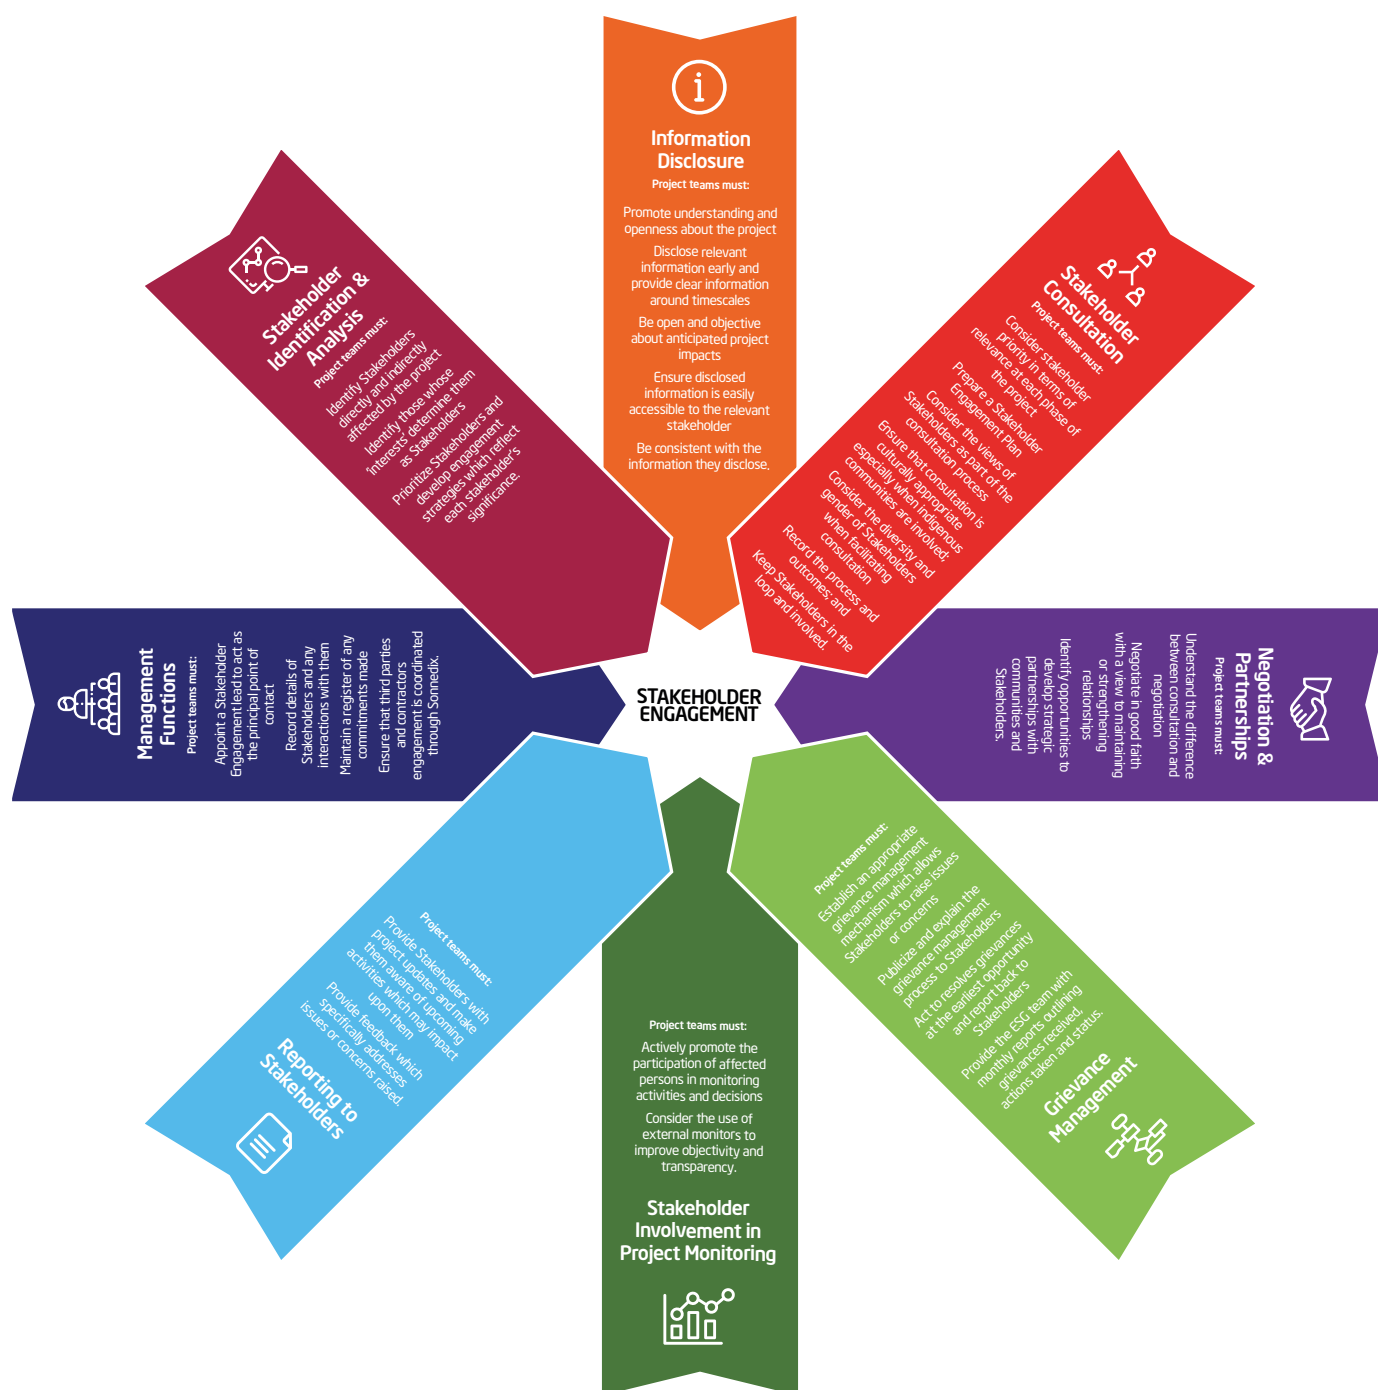 Information
Disclosure
Project teams must:
Promote understanding and
openness about the project
Disclose relevant
information early and
provide clear information
around timescales
Be open and objective
about anticipated project
impacts
Ensure disclosed
information is easily
accessible to the relevant
stakeholder
Be consistent with the
information they disclose.
Stakeholder
Consultation
Project teams must:
Consider stakeholder
priority in terms of
relevance at each phase of
the project
Prepare a Stakeholder
Engagement Plan
Consider the views of
Stakeholders as part of the
consultation process
Ensure that consultation is
culturally appropriate
especially when indigenous
communities are involved;
Consider the diversity and
gender of Stakeholders
when facilitating
consultation
Record the process and
outcomes; and
Keep Stakeholders in the
loop and involved.
Negotiation &
Partnerships
Project teams must:
Understand the difference
between consultation and
negotiation
Negotiate in good faith
with a view to maintaining
or strengthening
relationships
Identify opportunities to
develop strategic
partnerships with
communities and
Stakeholders.
Project teams must:
Establish an appropriate
grievance management
mechanism which allows
Stakeholders to raise issues
or concerns
Publicize and explain the
grievance management
process to Stakeholders
Act to resolves grievances
at the earliest opportunity
and report back to
Stakeholders
Provide the ESG team with
monthly reports outlining
grievances received,
actions taken and status.
Grievance
Management
Project teams must:
Actively promote the
participation of affected
persons in monitoring
activities and decisions
Consider the use of
external monitors to
improve objectivity and
transparency.
Stakeholder
Involvement in
Project Monitoring
Project teams must:
Provide Stakeholders with
project updates and make
them aware of upcoming
activities which may impact
upon them
Provide feedback which
specifically addresses
issues or concerns raised.
Reporting to
Stakeholders
Management
Functions
Project teams must:
Appoint a Stakeholder
Engagement lead to act as
the principal point of
contact
Record details of
Stakeholders and any
interactions with them
Maintain a register of any
commitments made
Ensure that third parties
and contractors
engagement is coordinated
through Sonnedix.
Stakeholder
Identification &
Analysis
Project teams must:
Identify Stakeholders
directly and indirectly
affected by the project
Identify those whose
'interests determine them
as Stakeholders
Prioritize Stakeholders and
develop engagement
strategies which reflect
each stakeholder's
significance.
STAKEHOLDER
ENGAGEMENT